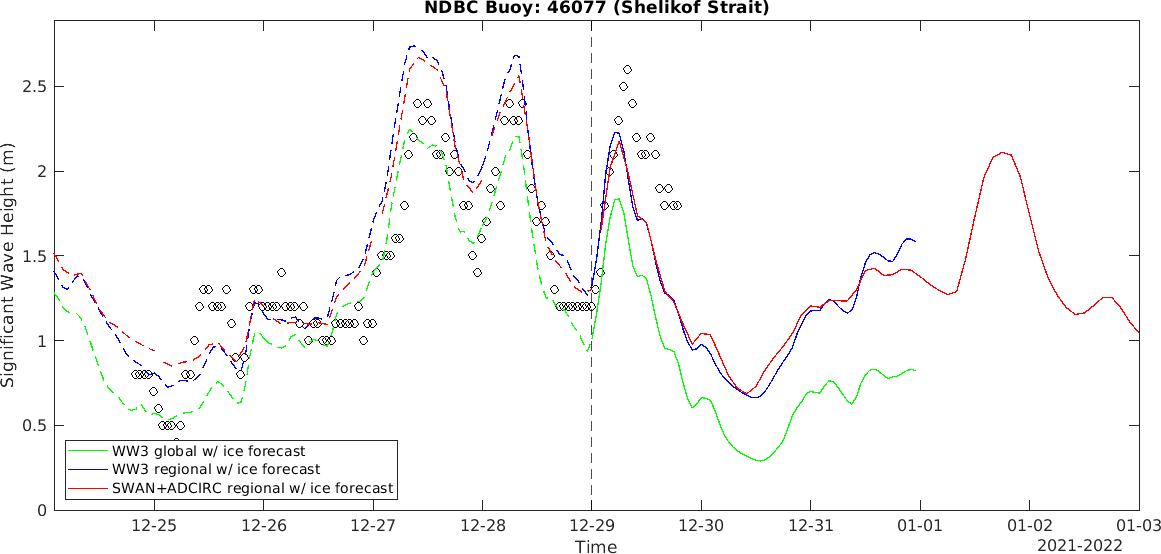 NDBC Buoy: 46077 (Shelikof Strait)
Significant Wave Height (m)
2.5
2
1.5
1
0.5
0
WW3 global w/ ice forecast
WW3 regional w/ ice forecast
SWAN+ADCIRC regional w/ ice forecast
12-25 12-26 12-27 12-28 12-29 12-30 12-31 01-01 01-02 01-03
Time
2021-2022